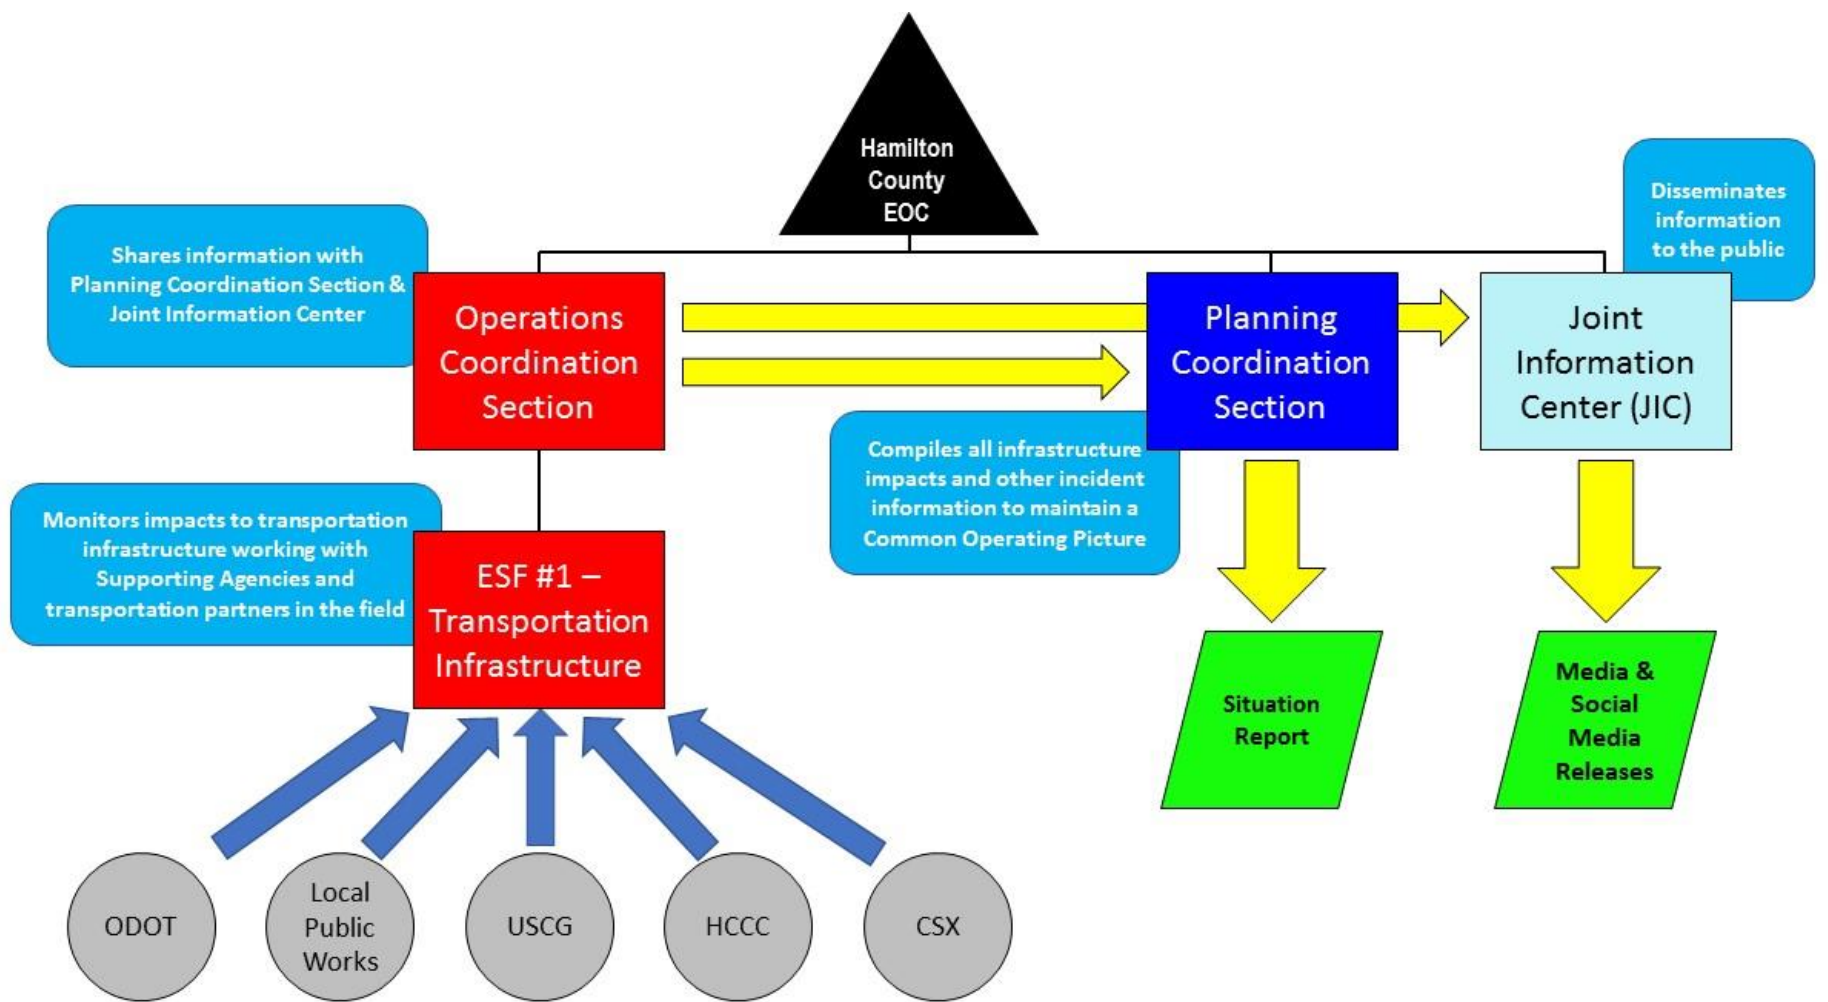 Hamilton
County
EOC
Disseminates
information
to the public
Shares information with
Planning Coordination Section &
Joint Information Center
Operations
Coordination
Section
Planning
Coordination
Section
Joint
Information
Center (JIC)
Compiles all infrastructure
impacts and other incident
information to maintain a
Common Operating Picture
Monitors impacts to transportation
infrastructure working with
Supporting Agencies and
transportation partners in the field
ESF #1 –
Transportation
Infrastructure
Situation
Report
Media &
Social
Media
Releases
ODOT
Local
Public
Works
USCG
HCCC
CSX